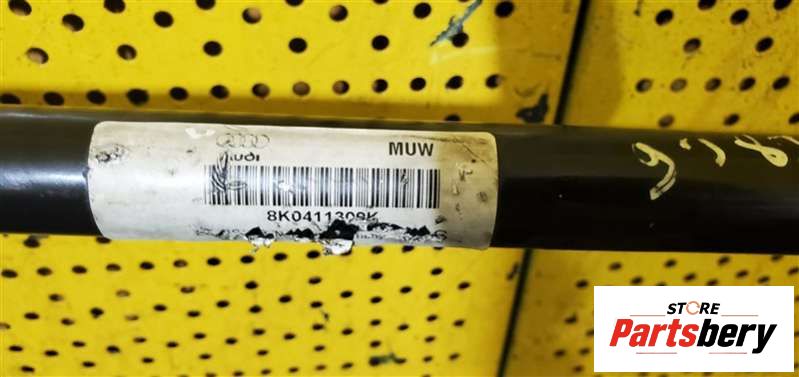 AUDI
MUW
8K0411309K
STORE
Partsbery